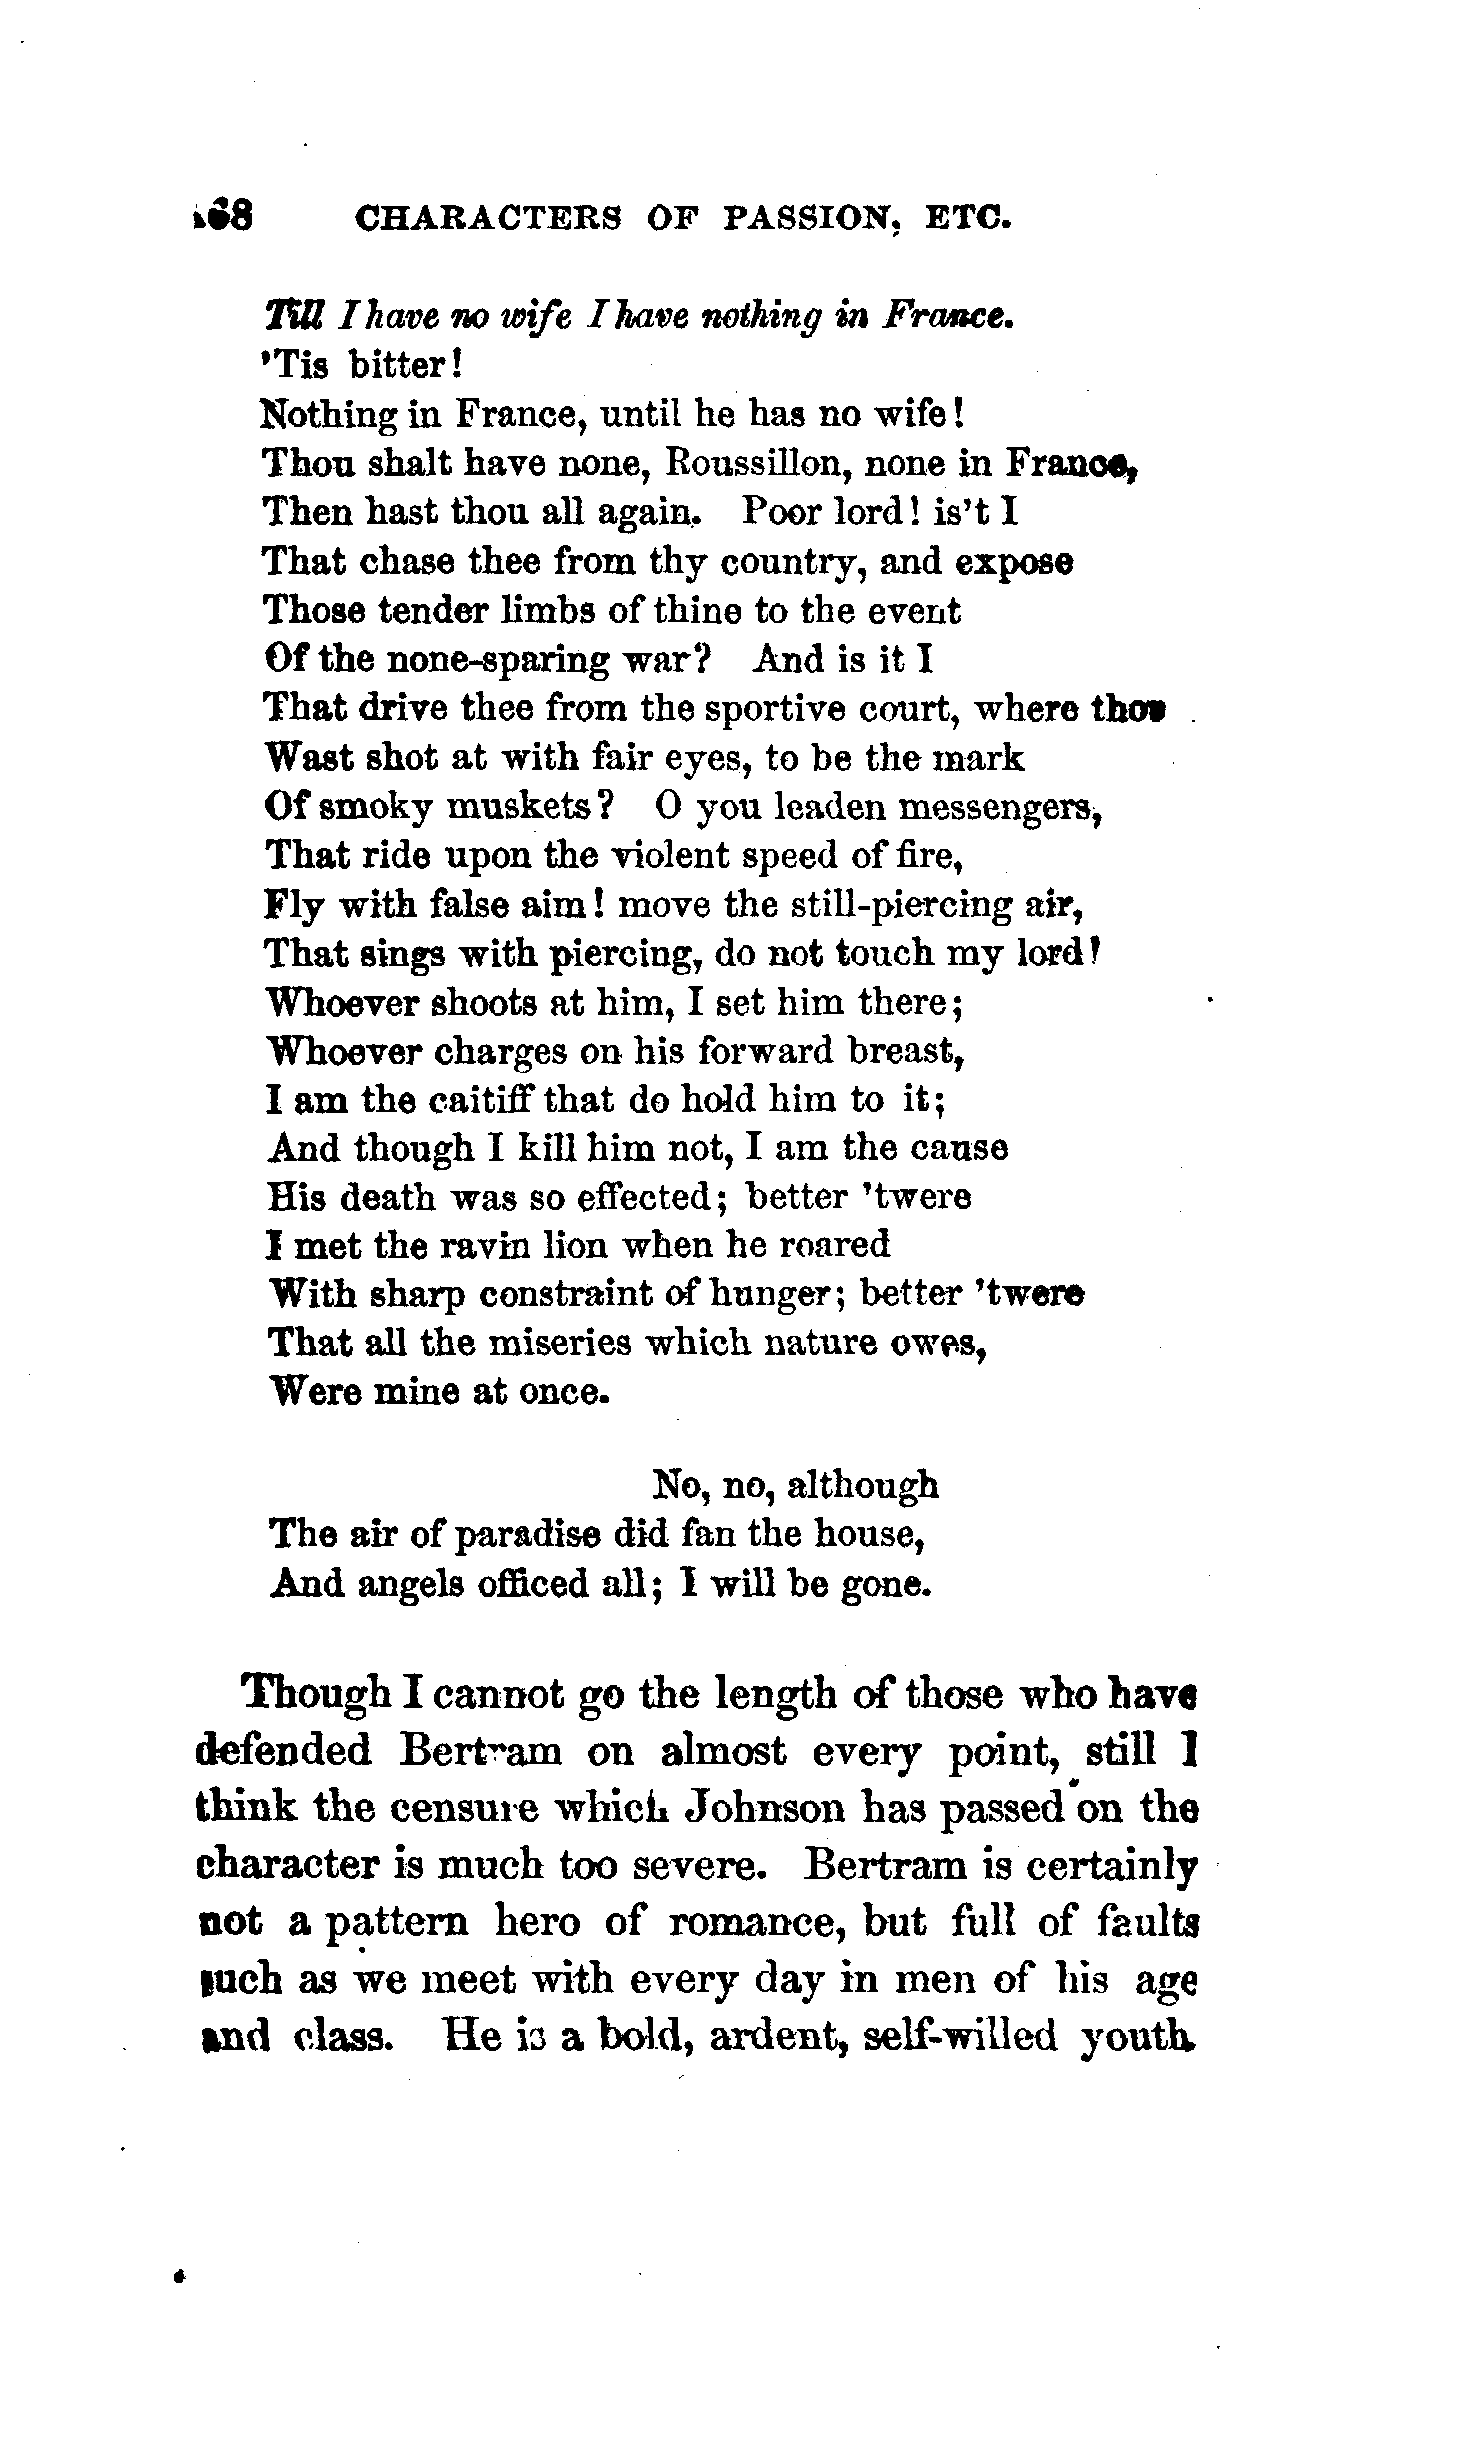 168 CHARACTERS OF PASSION, ETC.
Till I have no wife I have nothing in France.
'Tis bitter!
Nothing in France, until he has no wife!
Thou shalt have none, Roussillon, none in France,
Then hast thou all again. Poor lord! is't I
That chase thee from thy country, and expose
Those tender limbs of thine to the event
Of the none-sparing war? And is it I
That drive thee from the sportive court, where thou
Wast shot at with fair eyes, to be the mark
Of smoky muskets? O you leaden messengers,
That ride upon the violent speed of fire,
Fly with false aim! move the still-piercing air,
That sings with piercing, do not touch my lord!
Whoever shoots at him, I set him there;
Whoever charges on his forward breast,
I am the caitiff that do hold him to it;
And though I kill him not, I am the cause
His death was so effected; better 'twere
I met the ravin lion when he roared
With sharp constraint of hunger; better 'twere
That all the miseries which nature owes,
Were mine at once.
No, no, although
The air of paradise did fan the house,
And angels officed all; I will be gone.
Though I cannot go the length of those who have
defended Bertram on almost every point, still I
think the censure which Johnson has passed on the
character is much too severe. Bertram is certainly
not a pattern hero of romance, but full of faults
such as we meet with every day in men of his age
and class. He is a bold, ardent, self-willed youth